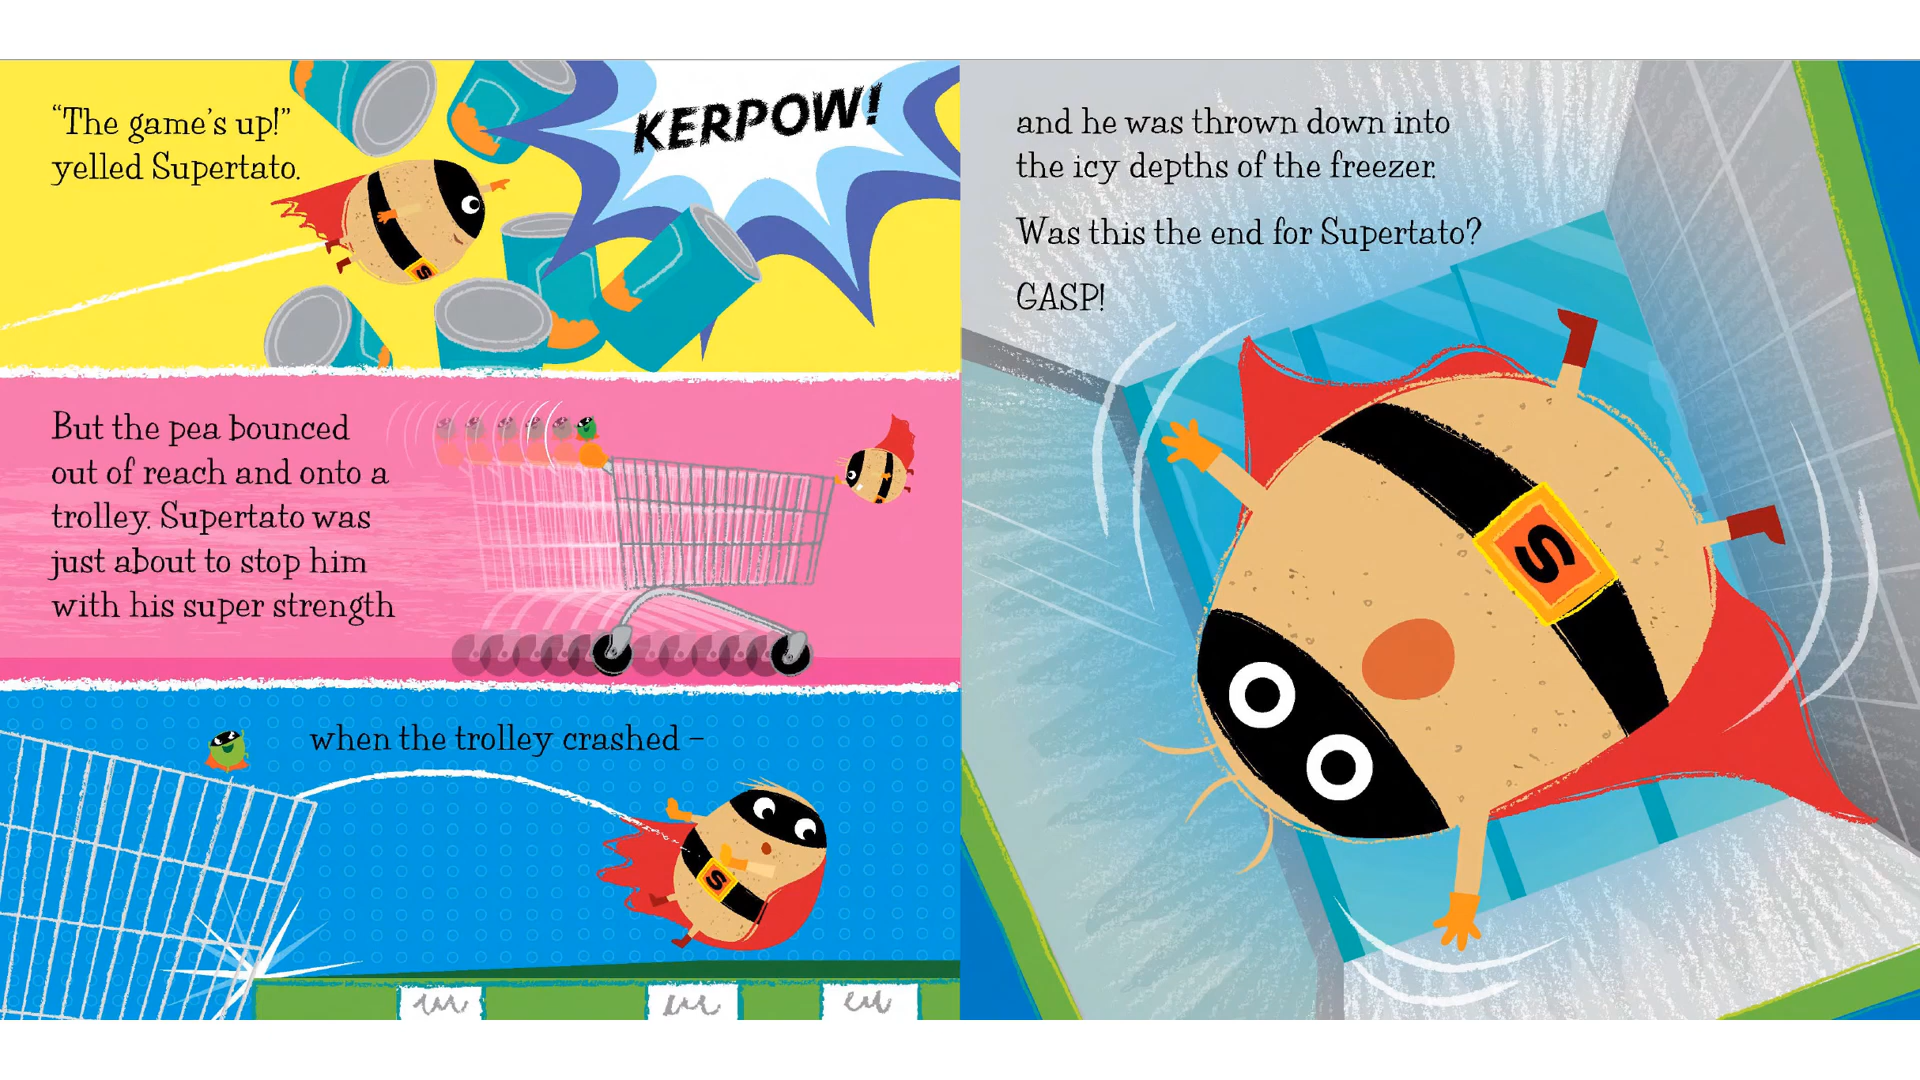 “The game’s up!”
yelled Supertato.
KERPOW!
S
But the pea bounced
out of reach and onto a
trolley. Supertato was
just about to stop him
with his super strength
when the trolley crashed –
S
and he was thrown down into
the icy depths of the freezer.
Was this the end for Supertato?
GASP!
S